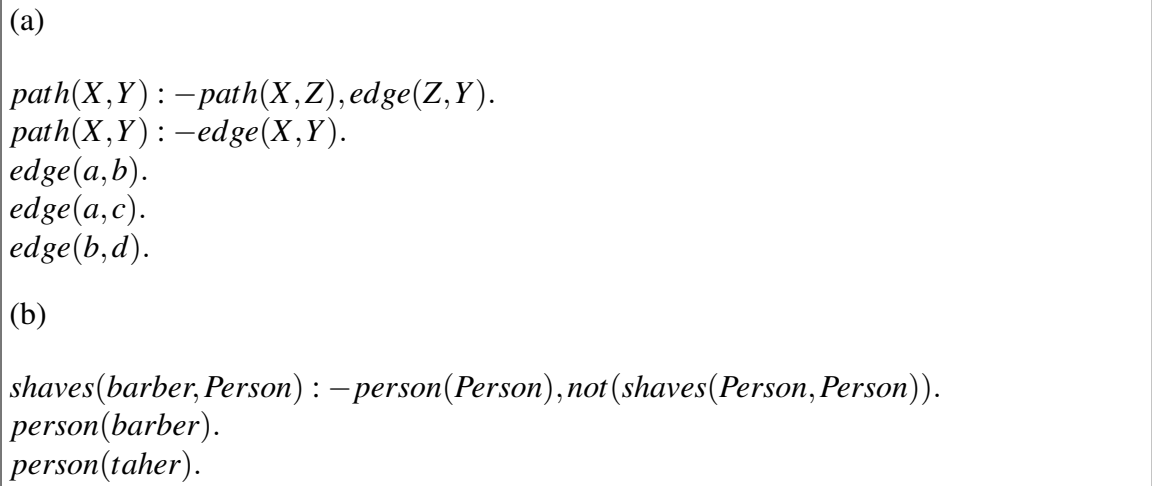 (a)
path(X,Y) : −path(X,Z),edge(Z,Y).
path(X,Y) : −edge(X,Y).
edge(a,b).
edge(a,c).
edge(b,d).
(b)
shaves(barber,Person) : −person(Person),not(shaves(Person,Person)).
person(barber).
person(taher).